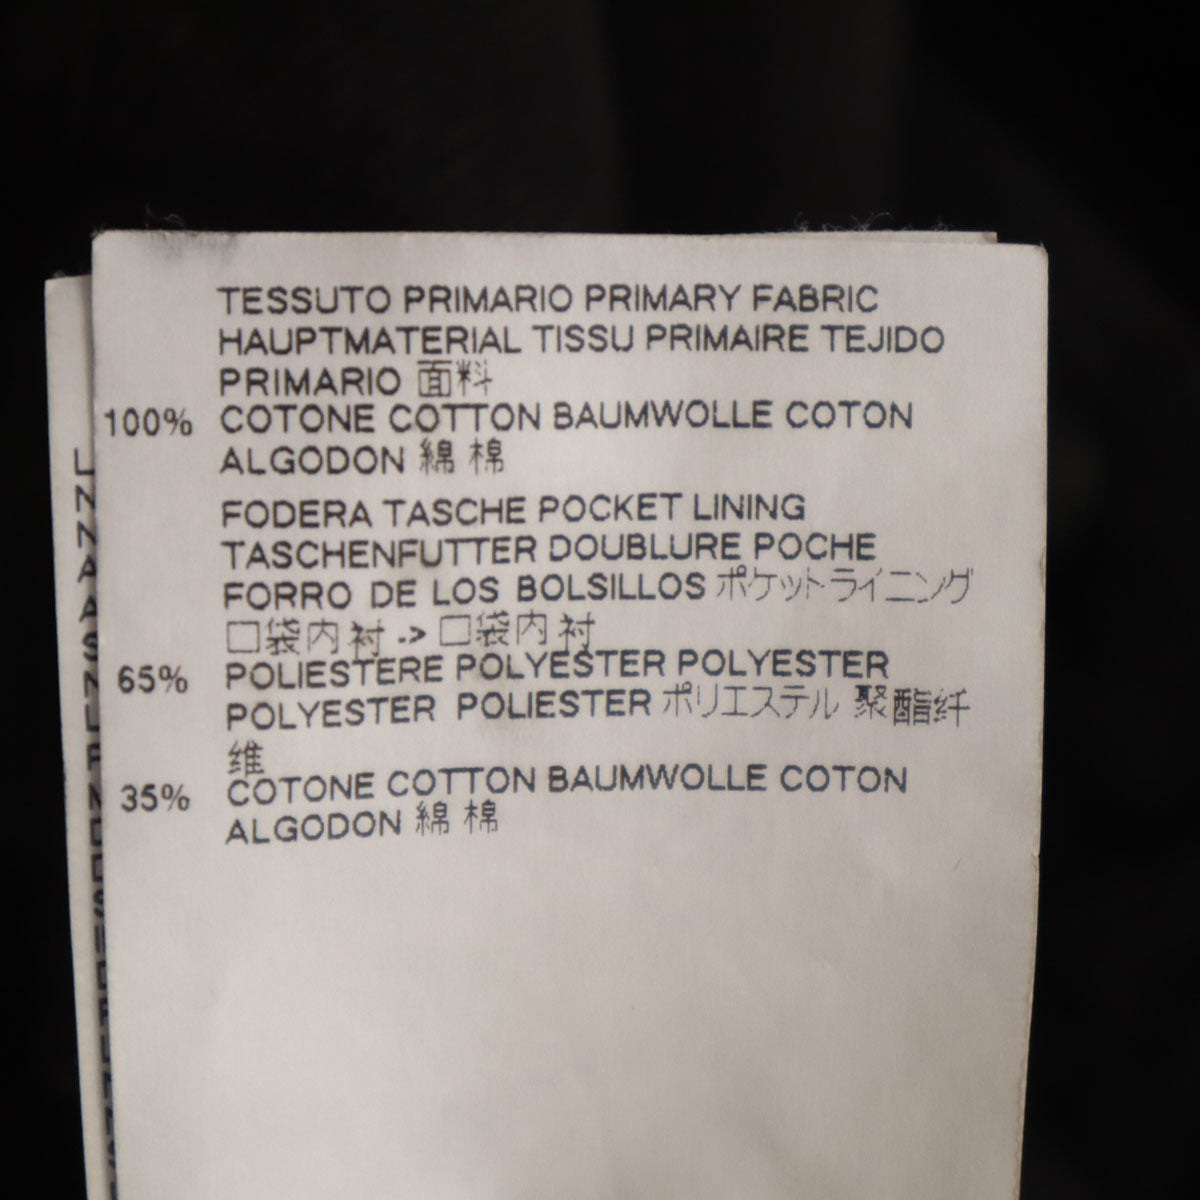 TESSUTO PRIMARIO PRIMARY FABRIC
HAUPTMATERIAL TISSU PRIMAIRE TEJIDO
PRIMARIO 面料
100% COTONE COTTON BAUMWOLLE COTON
ALGODON 綿 棉
FODERA TASCHE POCKET LINING
TASCHENFUTTER DOUBLURE POCHE
FORRO DE LOS BOLSILLOS ポケットライニング
口袋内衬 -> 口袋内衬
65% POLIESTERE POLYESTER POLYESTER
POLYESTER POLIESTER ポリエステル 聚酯纤
维
35% COTONE COTTON BAUMWOLLE COTON
ALGODON 綿 棉